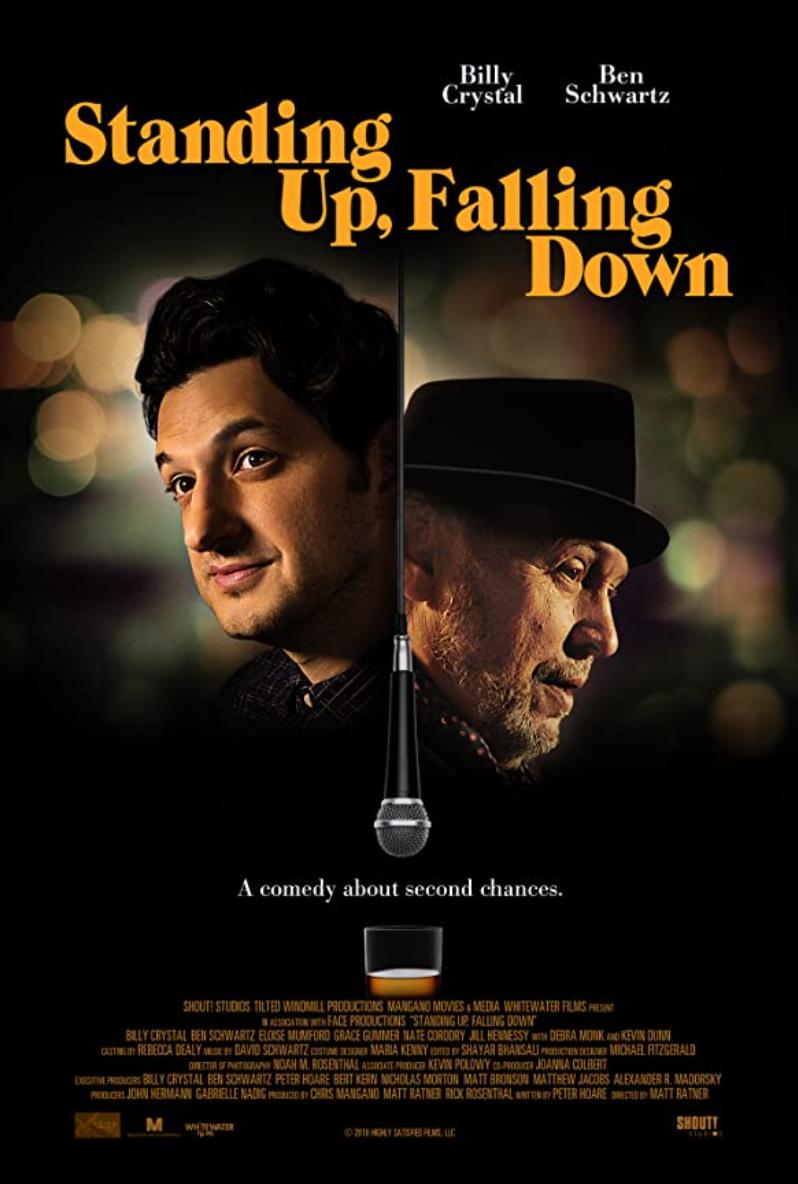 Billy Crystal
Ben Schwartz
Standing
Up, Falling
Down
A comedy about second chances.
SHOUT! STUDIOS TILTED WINDMILL PRODUCTIONS MANGANO MOVIES & MEDIA WHITEWATER FILMS PRESENT
IN ASSOCIATION WITH FACE PRODUCTIONS "STANDING UP, FALLING DOWN"
BILLY CRYSTAL BEN SCHWARTZ ELOISE MUMFORD GRACE GUMMER NATE CORDDRY JILL HENNESSY WITH DEBRA MONK AND KEVIN DUNN
CASTING BY REBECCA DEALY MUSIC BY DAVID SCHWARTZ COSTUME DESIGNER MARIA KENNY EDITED BY SHAYAR BHANSALI PRODUCTION DESIGNER MICHAEL FITZGERALD
DIRECTOR OF PHOTOGRAPHY NOAH M. ROSENTHAL ASSOCIATE PRODUCER KEVIN POLOWY CO-PRODUCER JOANNA COLBERT
EXECUTIVE PRODUCERS BILLY CRYSTAL BEN SCHWARTZ PETER HOARE BERT KERN NICHOLAS MORTON MATT BRONSON MATTHEW JACOBS ALEXANDER R. MADORSKY
PRODUCERS JOHN HERMANN GABRIELLE NADIG PRODUCED BY CHRIS MANGANO MATT RATNER RICK ROSENTHAL WRITTEN BY PETER HOARE DIRECTED BY MATT RATNER
M
WHITEWATER FILMS
© 2018 HIGHLY SATISFIED FILMS, LLC
SHOUT! studios